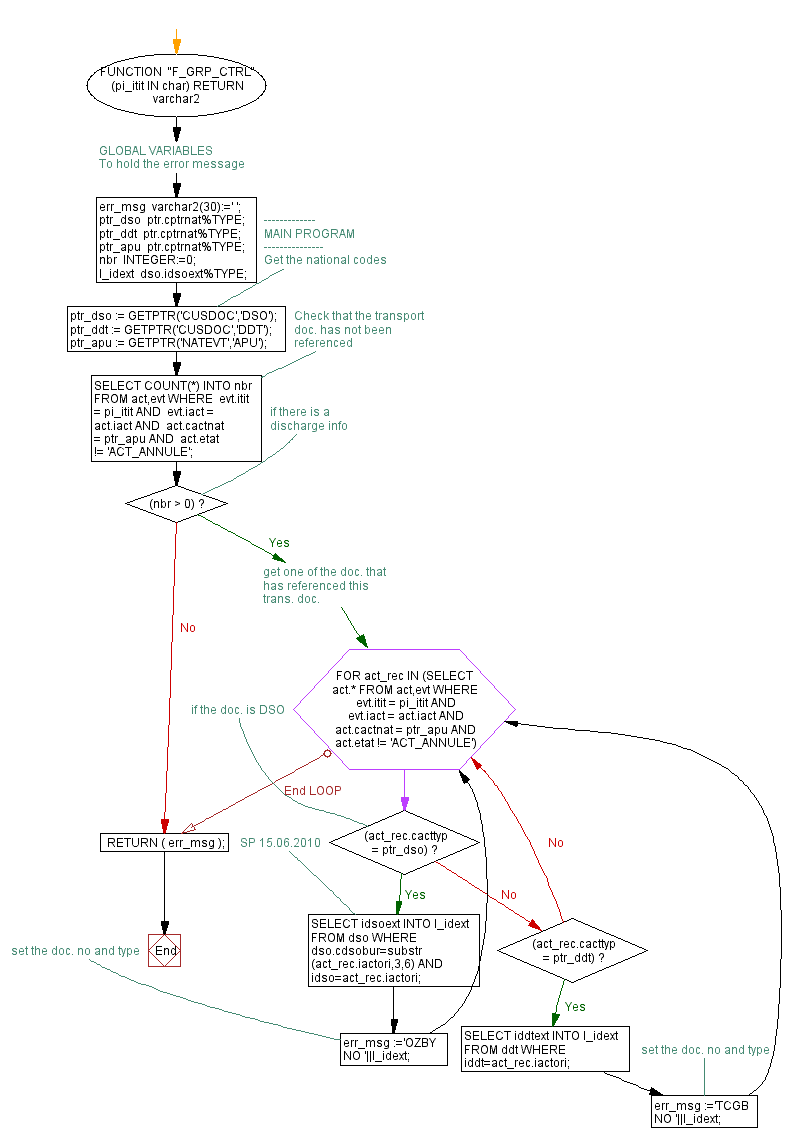 FUNCTION "F_GRP_CTRL"
(pi_itit IN char) RETURN
varchar2
GLOBAL VARIABLES
To hold the error message
err_msg varchar2(30):=' ';
ptr_dso ptr.cptrnat%TYPE;
ptr_ddt ptr.cptrnat%TYPE;
ptr_apu ptr.cptrnat%TYPE;
nbr INTEGER:=0;
l_idext dso.idsoext%TYPE;
-------------
MAIN PROGRAM
---------------
Get the national codes
ptr_dso := GETPTR('CUSDOC','DSO');
ptr_ddt := GETPTR('CUSDOC','DDT');
ptr_apu := GETPTR('NATEVT','APU');
Check that the transport
doc. has not been
referenced
SELECT COUNT(*) INTO nbr
FROM act,evt WHERE evt.itit
= pi_itit AND evt.iact =
act.iact AND act.cactnat
= ptr_apu AND act.etat
!= 'ACT_ANNULE';
if there is a
discharge info
(nbr > 0) ?
Yes
get one of the doc. that
has referenced this
trans. doc.
No
FOR act_rec IN (SELECT
act.* FROM act,evt WHERE
evt.itit = pi_itit AND
evt.iact = act.iact AND
act.cactnat = ptr_apu AND
act.etat != 'ACT_ANNULE')
if the doc. is DSO
End LOOP
RETURN ( err_msg );
SP 15.06.2010
(act_rec.cacttyp
= ptr_dso) ?
No
Yes
No
SELECT idsoext INTO l_idext
FROM dso WHERE
dso.cdsobur=substr
(act_rec.iactori,3,6) AND
idso=act_rec.iactori;
(act_rec.cacttyp
= ptr_ddt) ?
set the doc. no and type
End
Yes
err_msg :='OZBY
NO '||l_idext;
SELECT iddtext INTO l_idext
FROM ddt WHERE
iddt=act_rec.iactori;
set the doc. no and type
err_msg :='TCGB
NO '||l_idext;